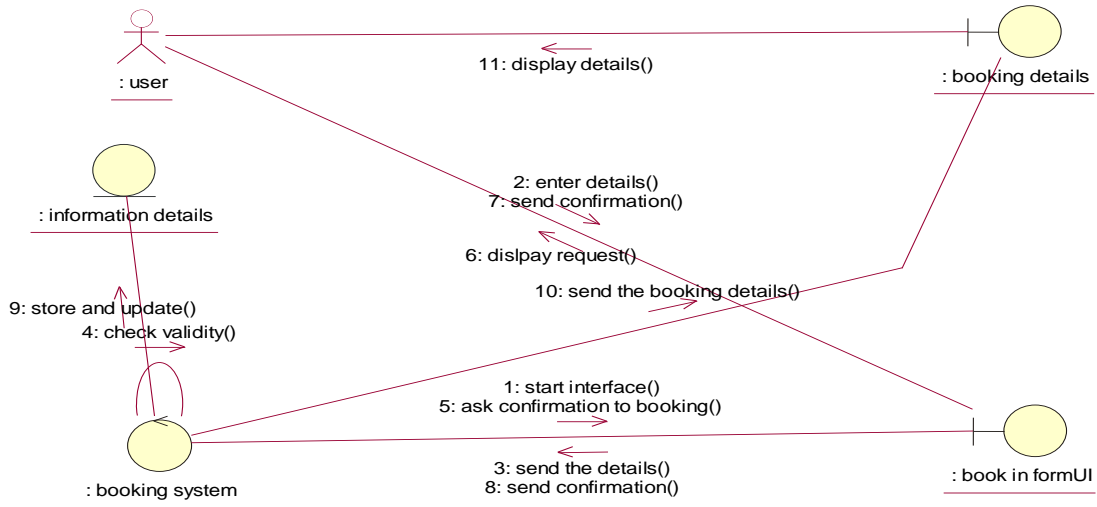 11: display details()
: user
: booking details
2: enter details()
7: send confirmation()
: information details
6: dislpay request()
10: send the booking details()
9: store and update()
4: check validity()
1: start interface()
5: ask confirmation to booking()
3: send the details()
8: send confirmation()
: book in formUI
: booking system